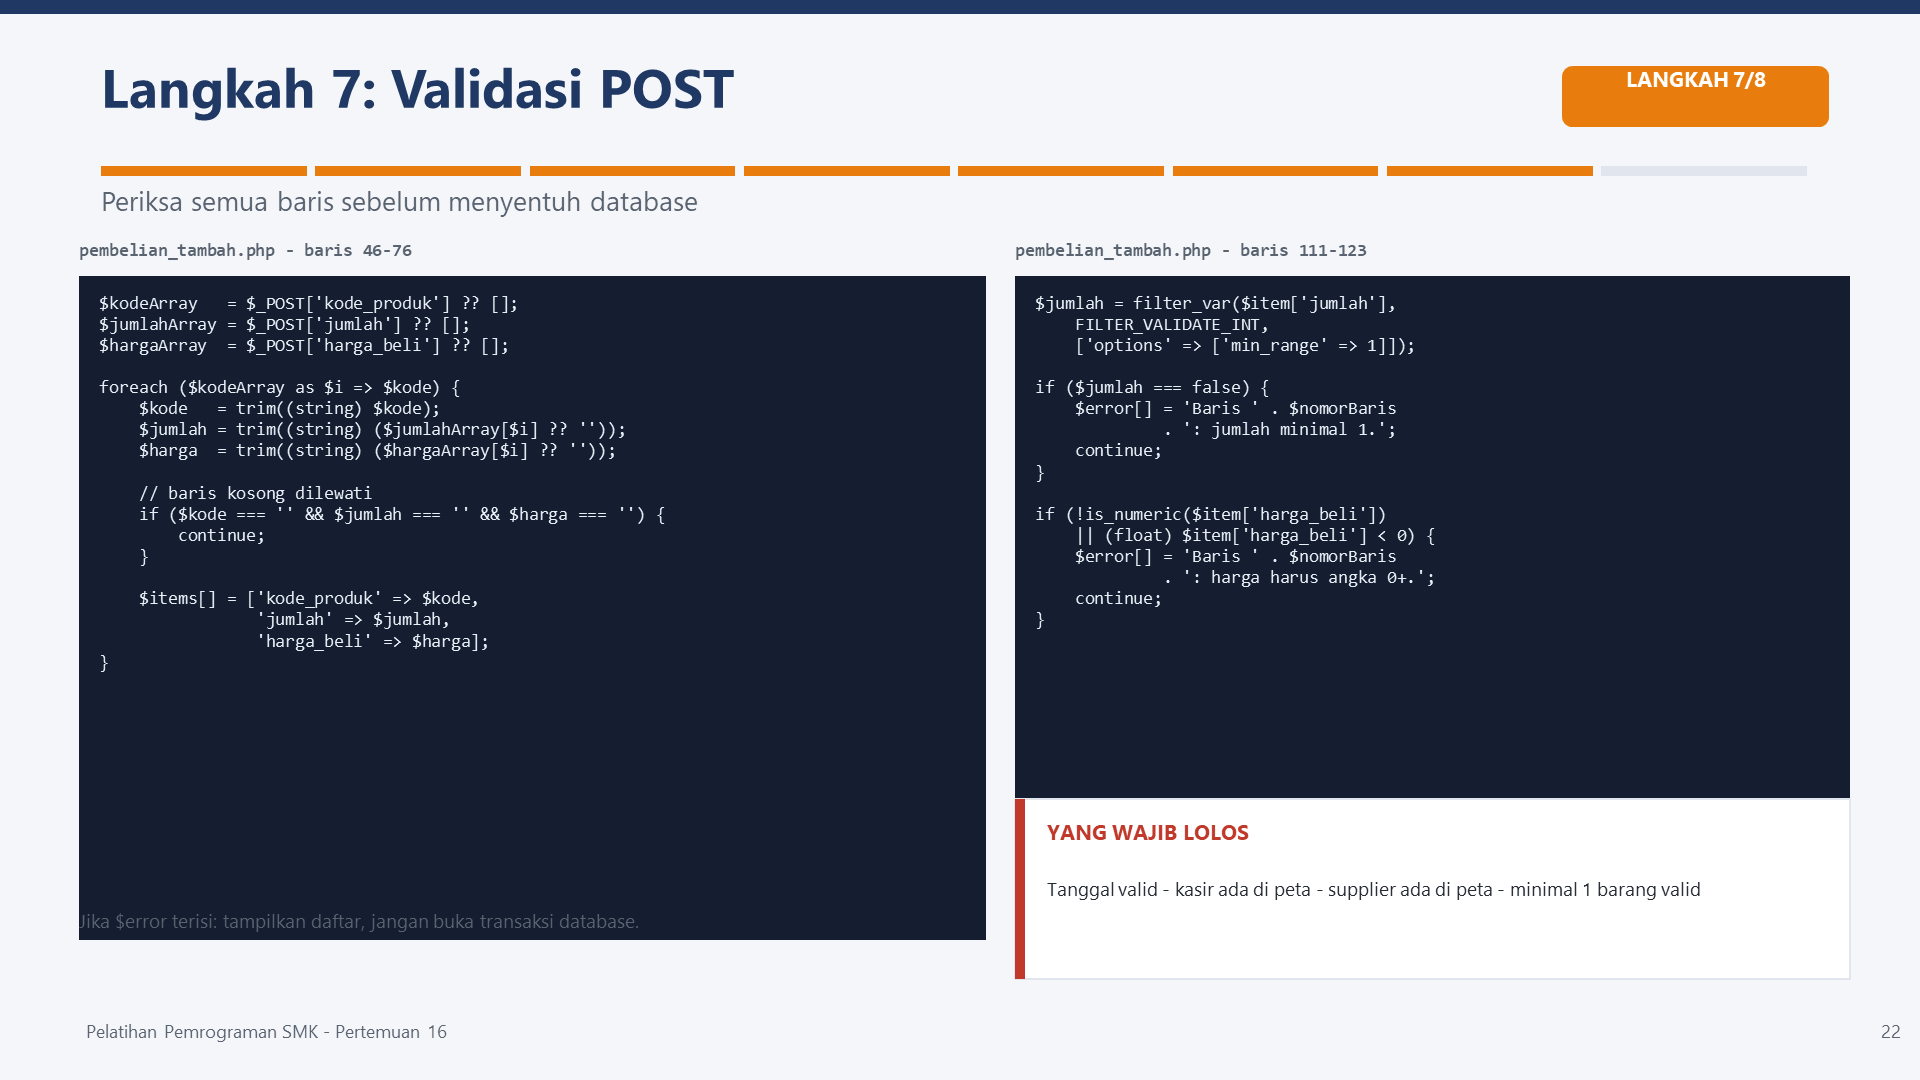 Langkah 7: Validasi POST
LANGKAH 7/8
Periksa semua baris sebelum menyentuh database
pembelian_tambah.php - baris 46-76
$kodeArray   = $_POST['kode_produk'] ?? [];
$jumlahArray = $_POST['jumlah'] ?? [];
$hargaArray  = $_POST['harga_beli'] ?? [];
foreach ($kodeArray as $i => $kode) {
    $kode   = trim((string) $kode);
    $jumlah = trim((string) ($jumlahArray[$i] ?? ''));
    $harga  = trim((string) ($hargaArray[$i] ?? ''));
    // baris kosong dilewati
    if ($kode === '' && $jumlah === '' && $harga === '') {
        continue;
    }
    $items[] = ['kode_produk' => $kode,
                'jumlah' => $jumlah,
                'harga_beli' => $harga];
}
Jika $error terisi: tampilkan daftar, jangan buka transaksi database.
pembelian_tambah.php - baris 111-123
$jumlah = filter_var($item['jumlah'],
    FILTER_VALIDATE_INT,
    ['options' => ['min_range' => 1]]);
if ($jumlah === false) {
    $error[] = 'Baris ' . $nomorBaris
             . ': jumlah minimal 1.';
    continue;
}
if (!is_numeric($item['harga_beli'])
    || (float) $item['harga_beli'] < 0) {
    $error[] = 'Baris ' . $nomorBaris
             . ': harga harus angka 0+.';
    continue;
}
YANG WAJIB LOLOS
Tanggal valid - kasir ada di peta - supplier ada di peta - minimal 1 barang valid
Pelatihan Pemrograman SMK - Pertemuan 16
22